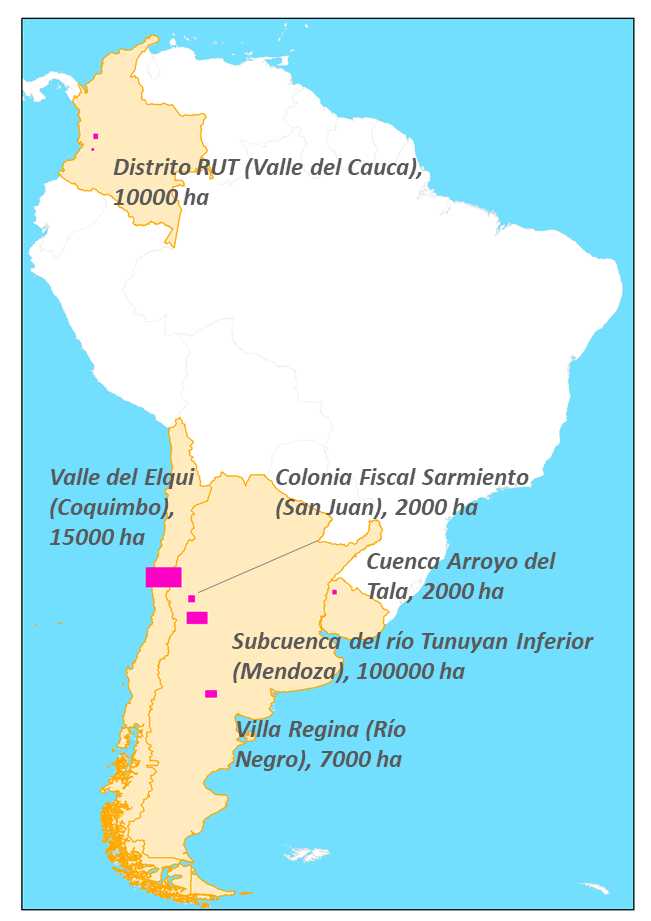 Distrito RUT (Valle del Cauca),
10000 ha
Valle del Elqui
(Coquimbo),
15000 ha
Colonia Fiscal Sarmiento
(San Juan), 2000 ha
Cuenca Arroyo del
Tala, 2000 ha
Subcuenca del río Tunuyan Inferior
(Mendoza), 100000 ha
Villa Regina (Río
Negro), 7000 ha